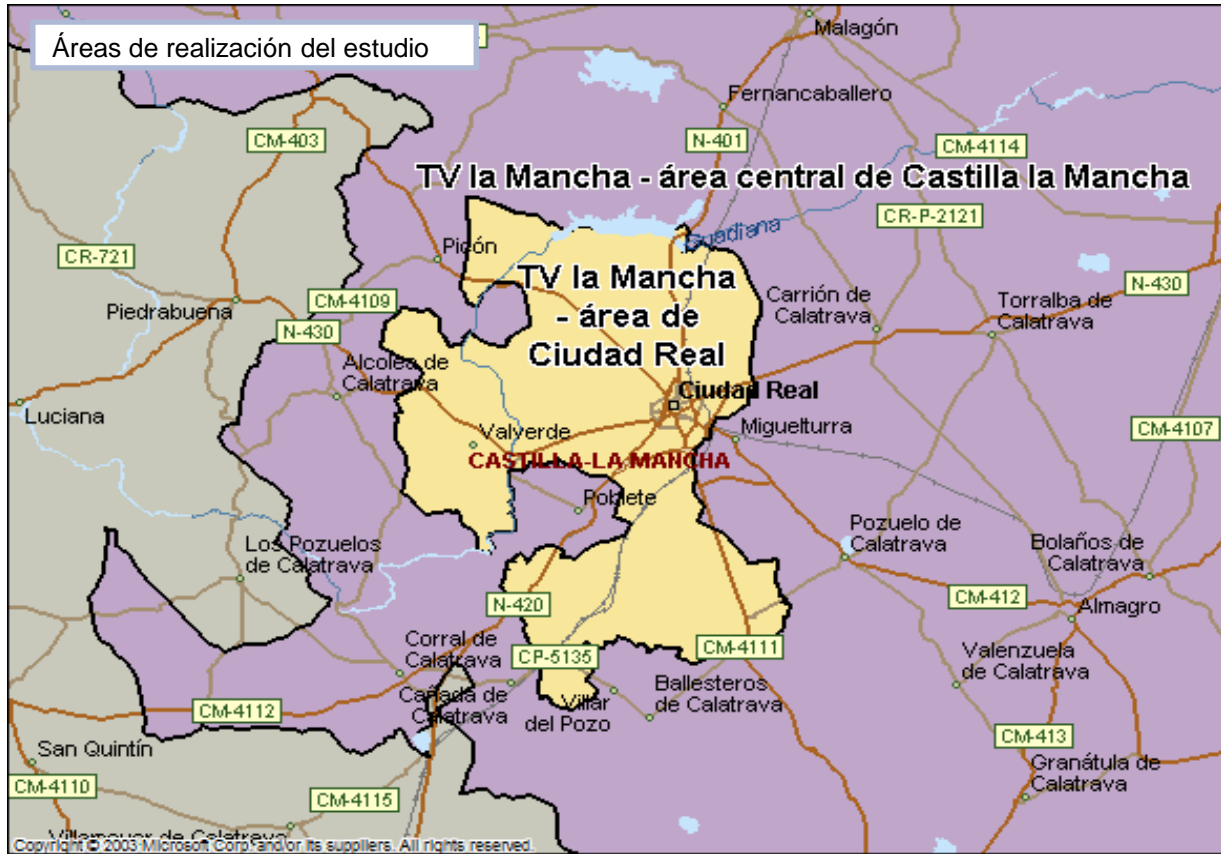 Áreas de realización del estudio
Malagón
Fernancaballero
CM-403
N-401
CM-4114
TV la Mancha - área central de Castilla la Mancha
CR-P-2121
Guadiana
Picón
CR-721
TV la Mancha
- área de
Ciudad Real
N-430
CM-4109
Carrión de
Calatrava
Torralba de
Calatrava
Piedrabuena
N-430
Alcolea de
Calatrava
Ciudad Real
Luciana
Valverde
Miguelturra
CM-4107
CASTILLA-LA MANCHA
Poblete
Pozuelo de
Calatrava
Bolaños de
Calatrava
Los Pozuelos
de Calatrava
N-420
CM-412
Almagro
Corral de
Calatrava
CP-5135
CM-4111
Valenzuela
de Calatrava
Cañada de
Calatrava
Villar
del Pozo
Ballesteros
de Calatrava
CM-4112
CM-413
San Quintín
Granátula de
Calatrava
CM-4110
CM-4115
Villamayor de Calatrava
Copyright © 2003 Microsoft Corp. and/or its suppliers. All rights reserved.